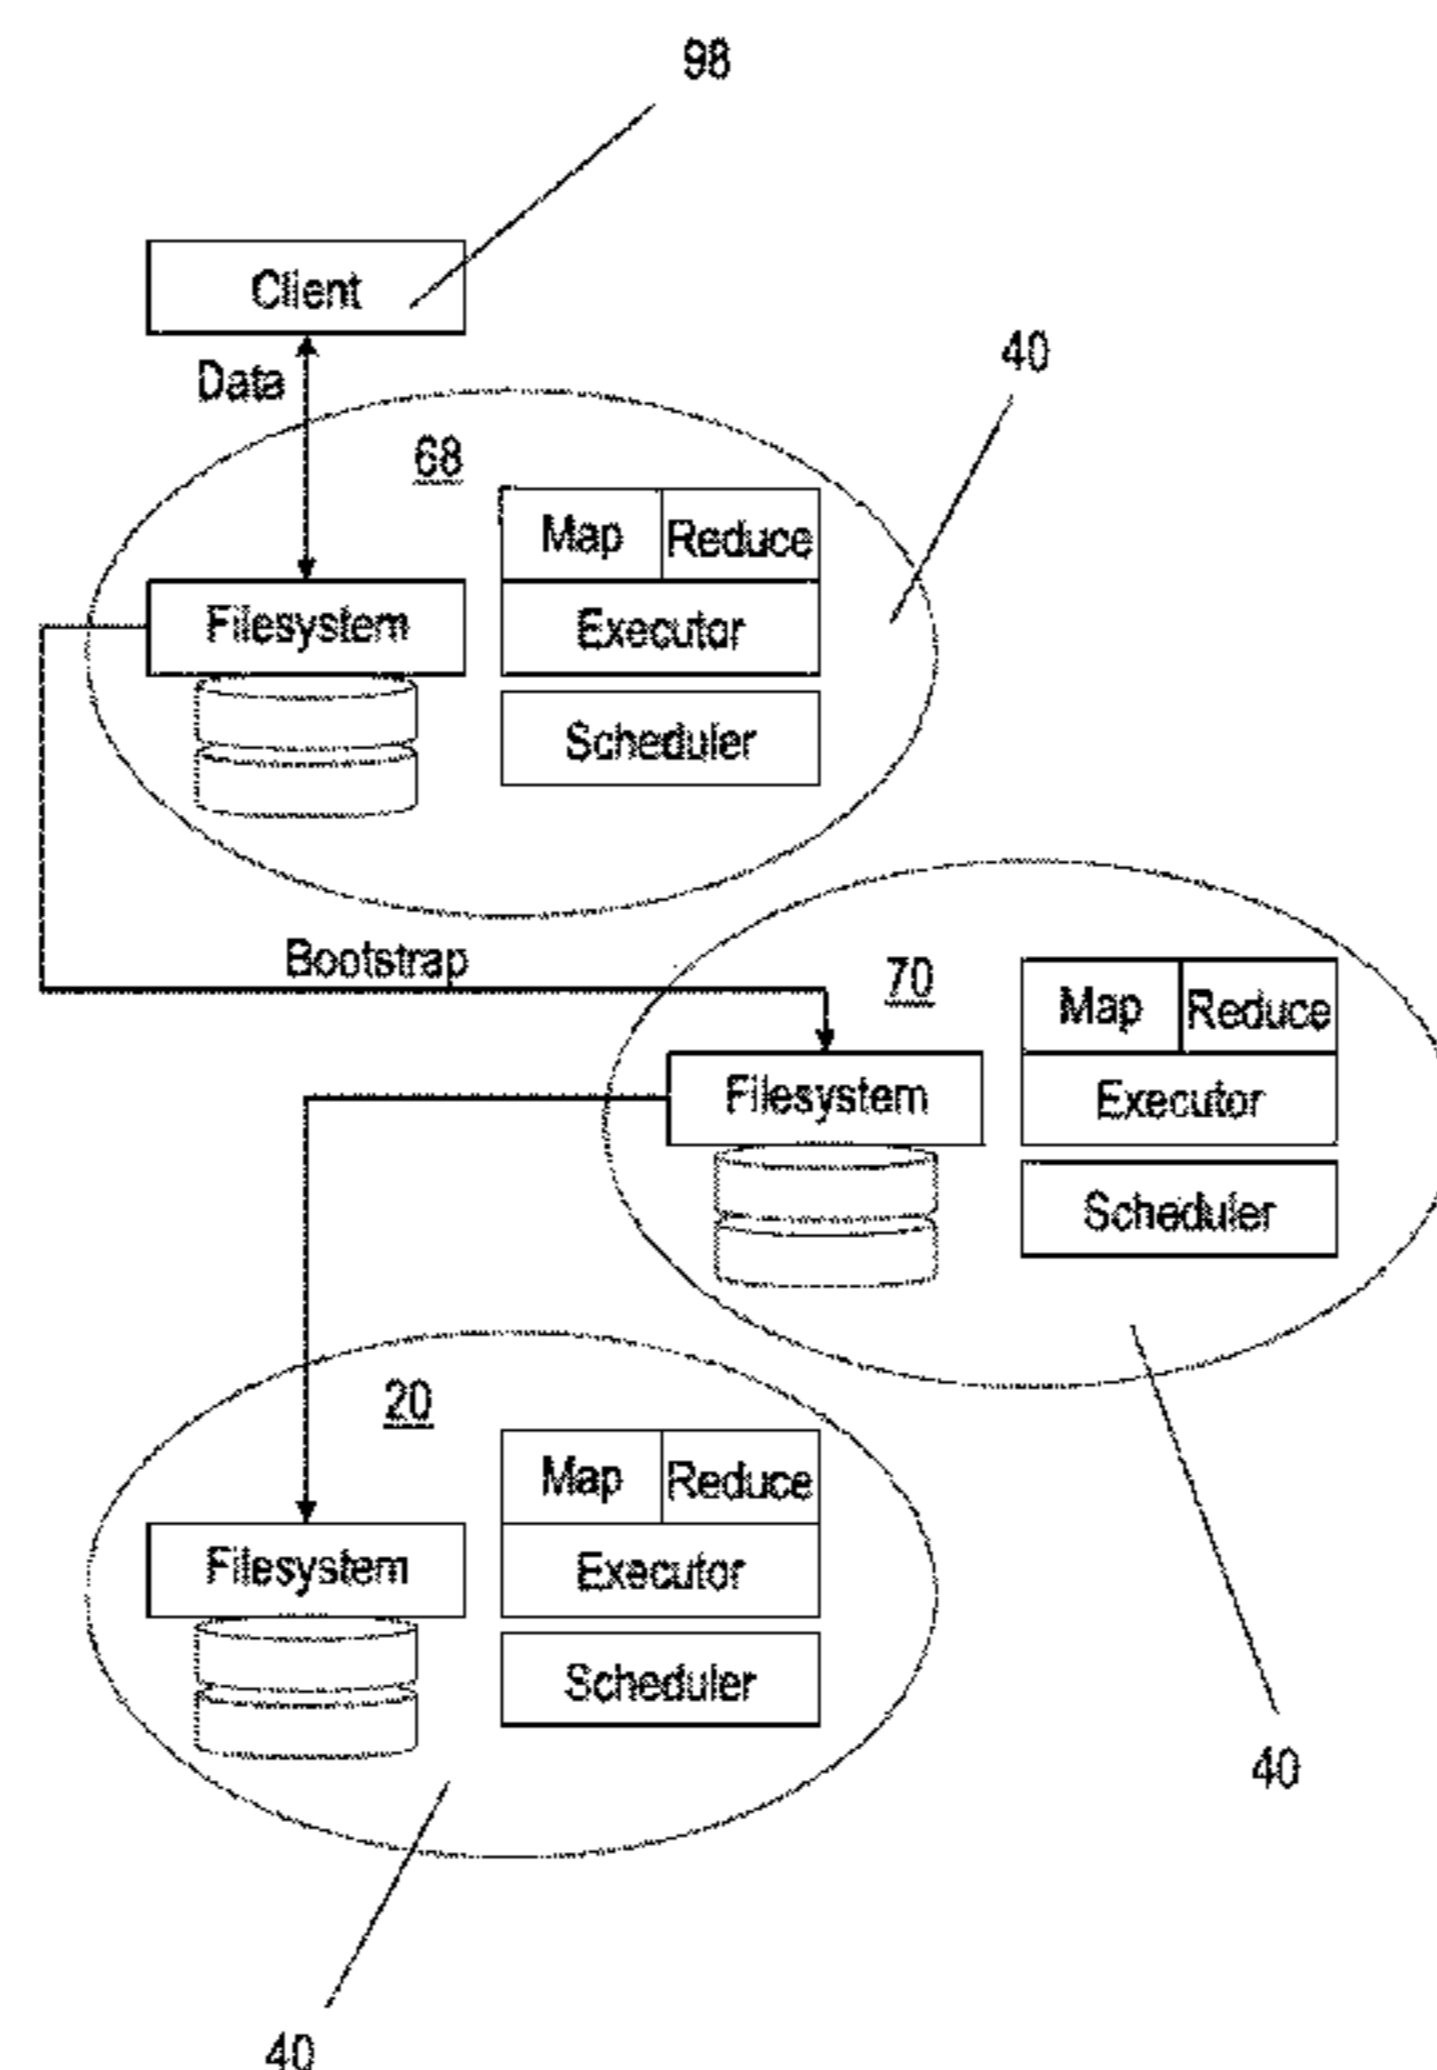 98
Client
Data
40
68
Map Reduce
Filesystem
Executor
Scheduler
Bootstrap
70
Map Reduce
Filesystem
Executor
Scheduler
20
Map Reduce
Filesystem
Executor
Scheduler
40
40